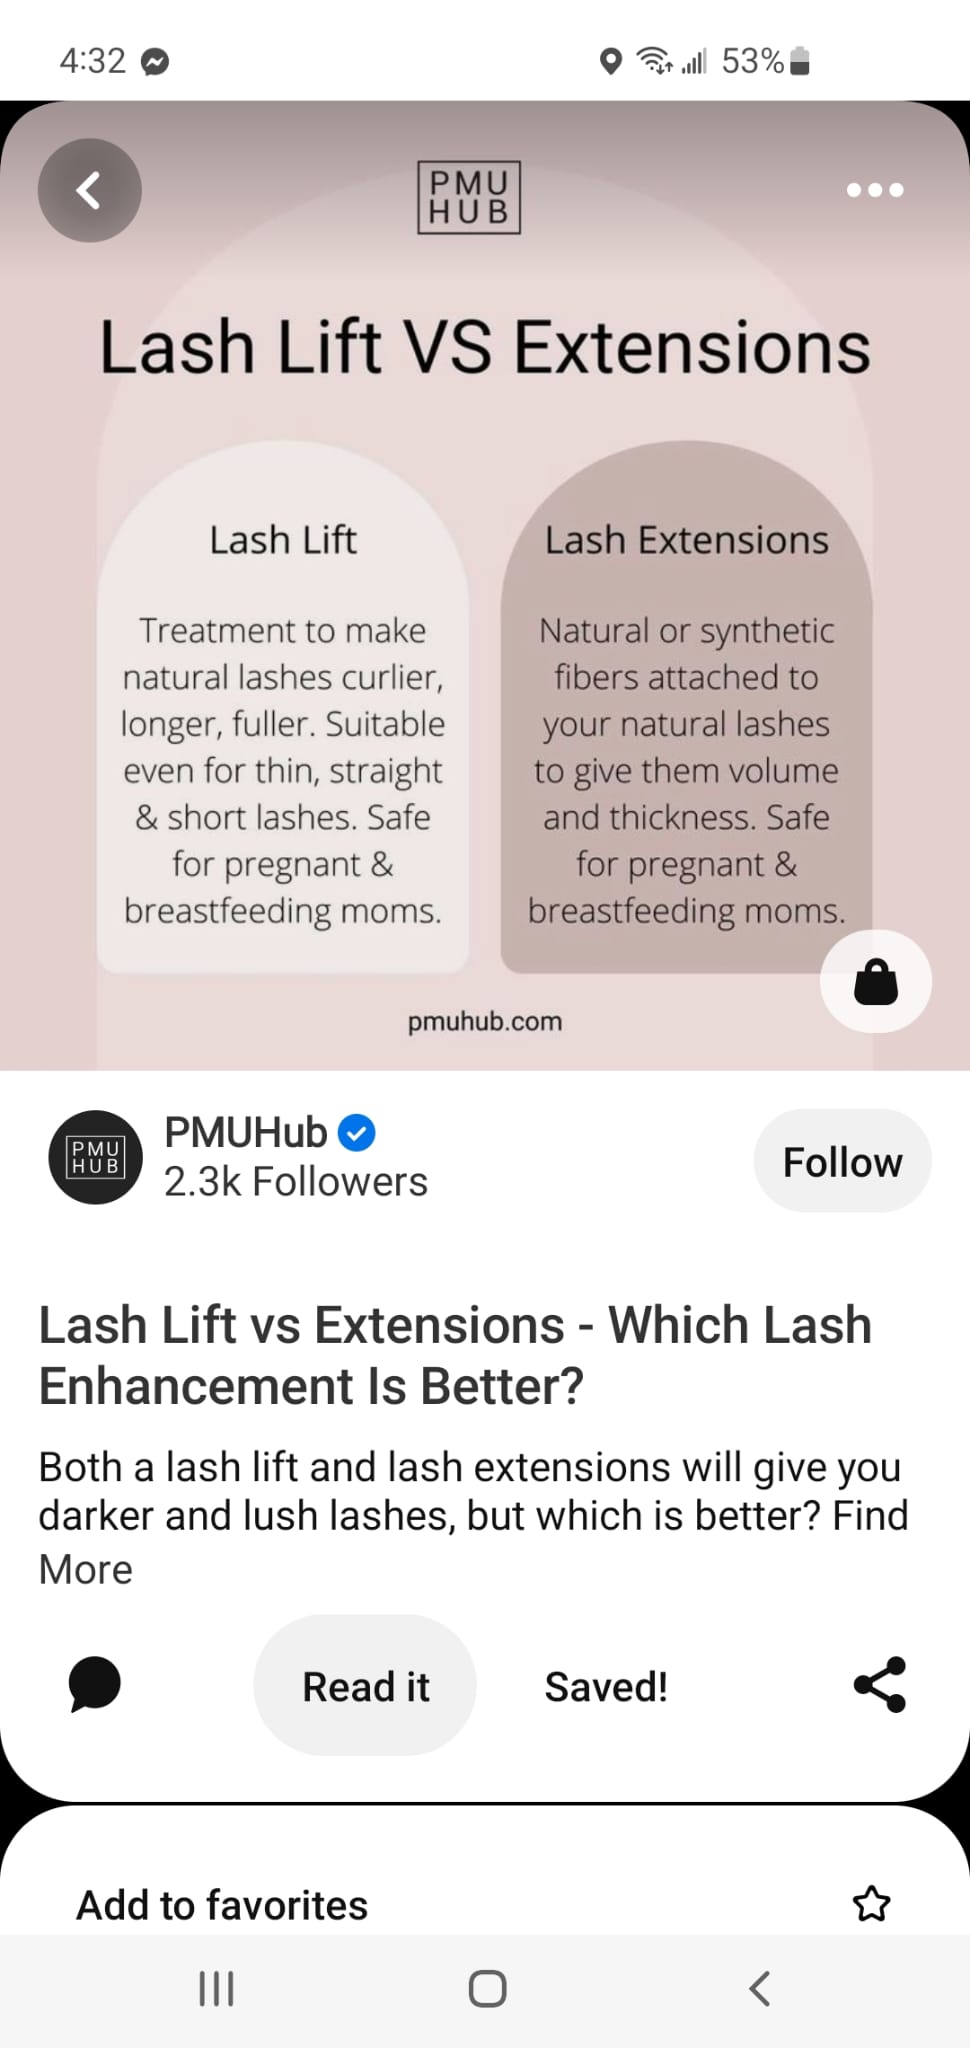 4:32
53%
PMU
HUB
Lash Lift VS Extensions
Lash Lift
Treatment to make
natural lashes curlier,
longer, fuller. Suitable
even for thin, straight
& short lashes. Safe
for pregnant &
breastfeeding moms.
Lash Extensions
Natural or synthetic
fibers attached to
your natural lashes
to give them volume
and thickness. Safe
for pregnant &
breastfeeding moms.
pmuhub.com
PMU
HUB
PMUHub
2.3k Followers
Follow
Lash Lift vs Extensions - Which Lash
Enhancement Is Better?
Both a lash lift and lash extensions will give you
darker and lush lashes, but which is better? Find
More
Read it
Saved!
Add to favorites